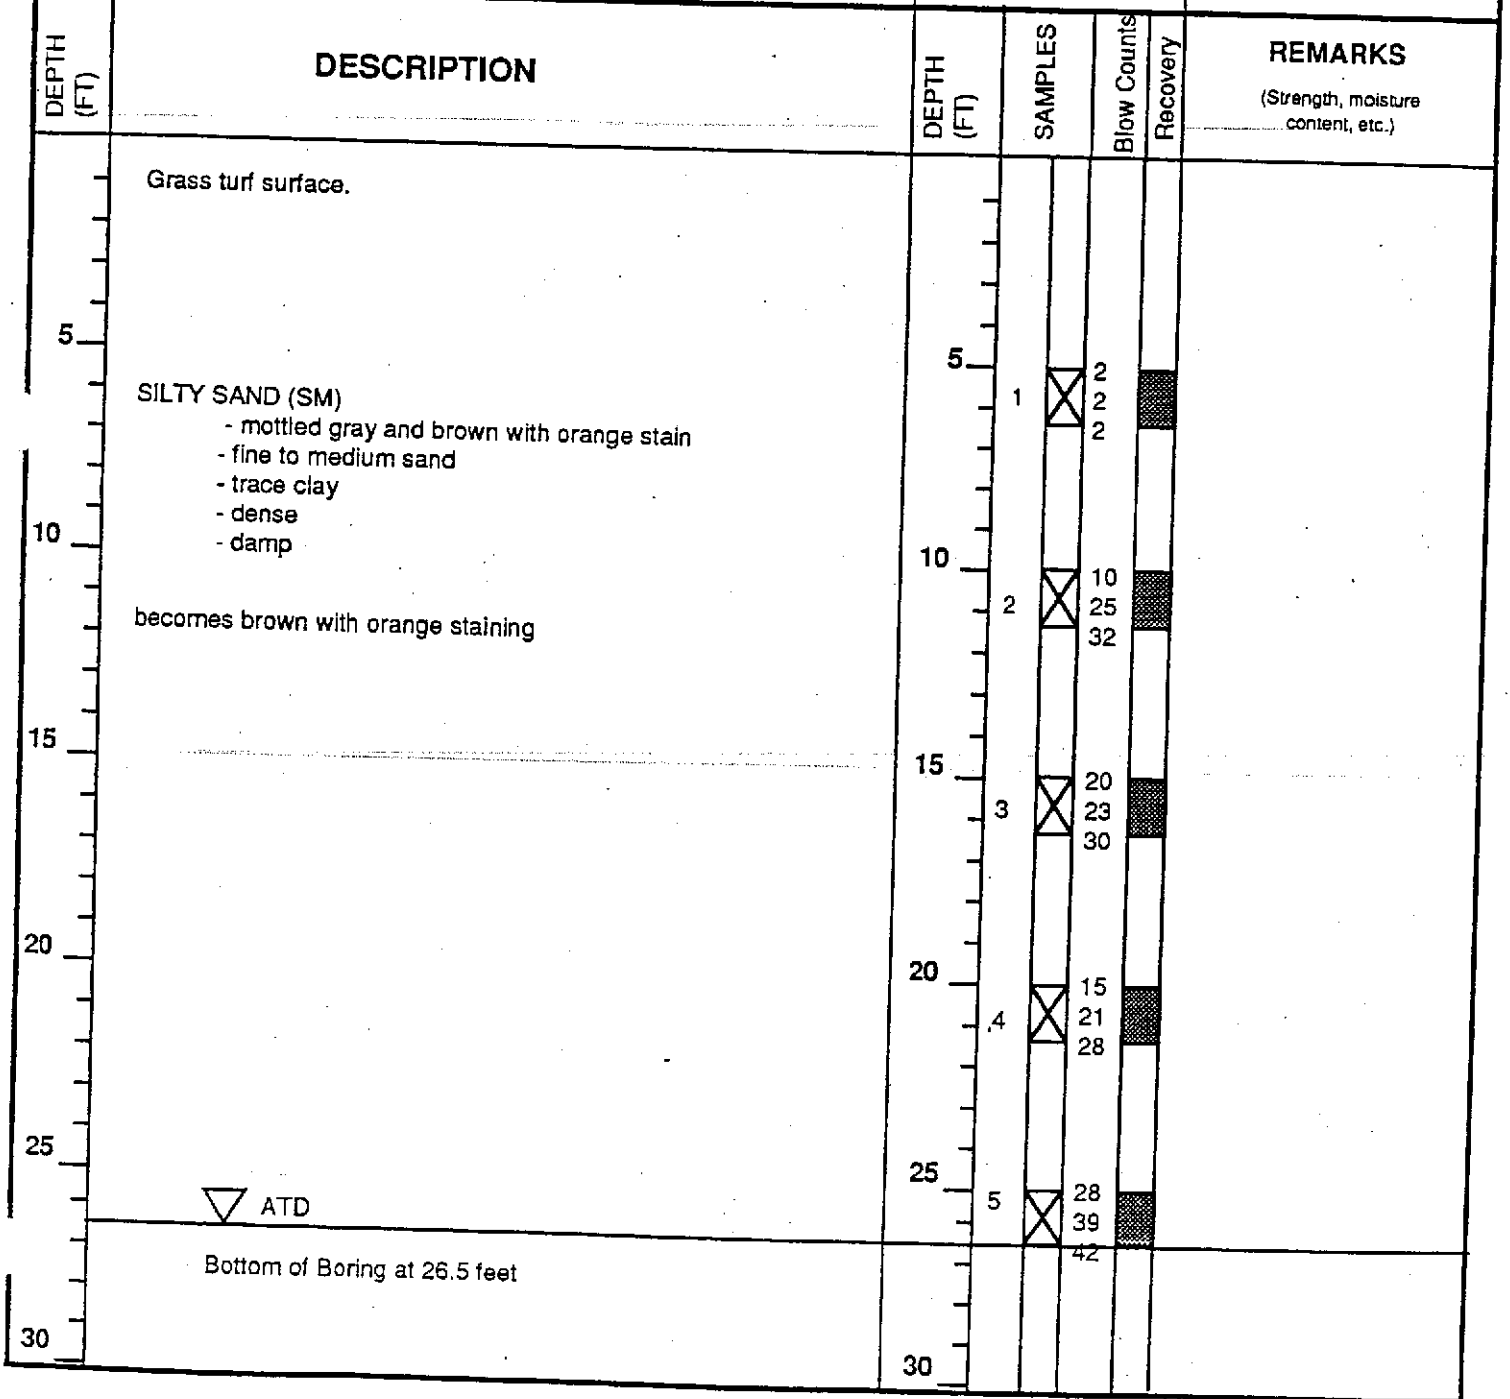 DEPTH (FT)
DESCRIPTION
DEPTH (FT)
SAMPLES
Blow Counts
Recovery
REMARKS
(Strength, moisture
content, etc.)
Grass turf surface.
5
5
SILTY SAND (SM)
- mottled gray and brown with orange stain
- fine to medium sand
- trace clay
- dense
- damp
1
2
2
2
10
10
becomes brown with orange staining
2
10
25
32
15
15
3
20
23
30
20
20
4
15
21
28
25
25
ATD
5
28
39
42
Bottom of Boring at 26.5 feet
30
30